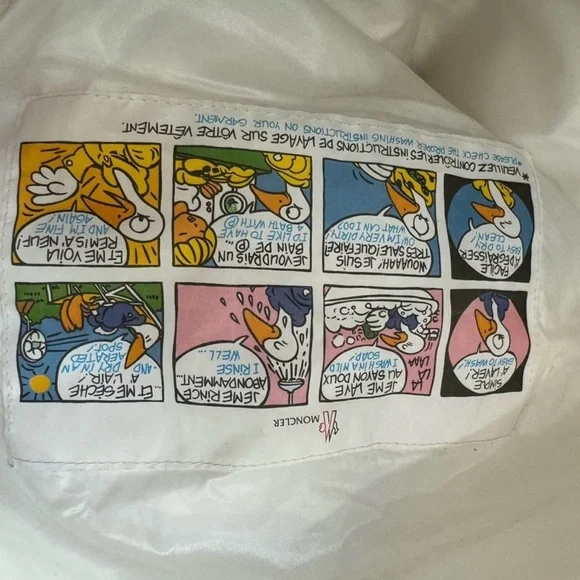 MONCLER
SIMPLE
À LAVER!
EASY TO WASH!
LA
LA
LAAA
JE ME LAVE
AU SAVON DOUX
I WASH IN A MILD
SOAP!
JE ME RINCE
ABONDAMMENT...
I RINSE
WELL...
...ET ME SÈCHE
À L'AIR!
...AND DRY IN AN
AERATED
SPOT!
FACILE
À DÉGRAISSER
EASY TO DRY
CLEAN!
WOUAAAH! JE SUIS
TRÈS SALE! QUE FAIRE?
OH I'M VERY DIRTY
WHAT CAN I DO?
JE VOUDRAIS UN
BAIN DE Ⓟ...
I'D LIKE TO HAVE
A BATH WITH Ⓟ
ET ME VOILÀ
REMIS À NEUF!
AND I'M FINE
AGAIN!
* VEUILLEZ CONTRÔLER LES INSTRUCTIONS DE LAVAGE SUR VÔTRE VÊTEMENT.
*PLEASE CHECK THE PROPER WASHING INSTRUCTIONS ON YOUR GARMENT.